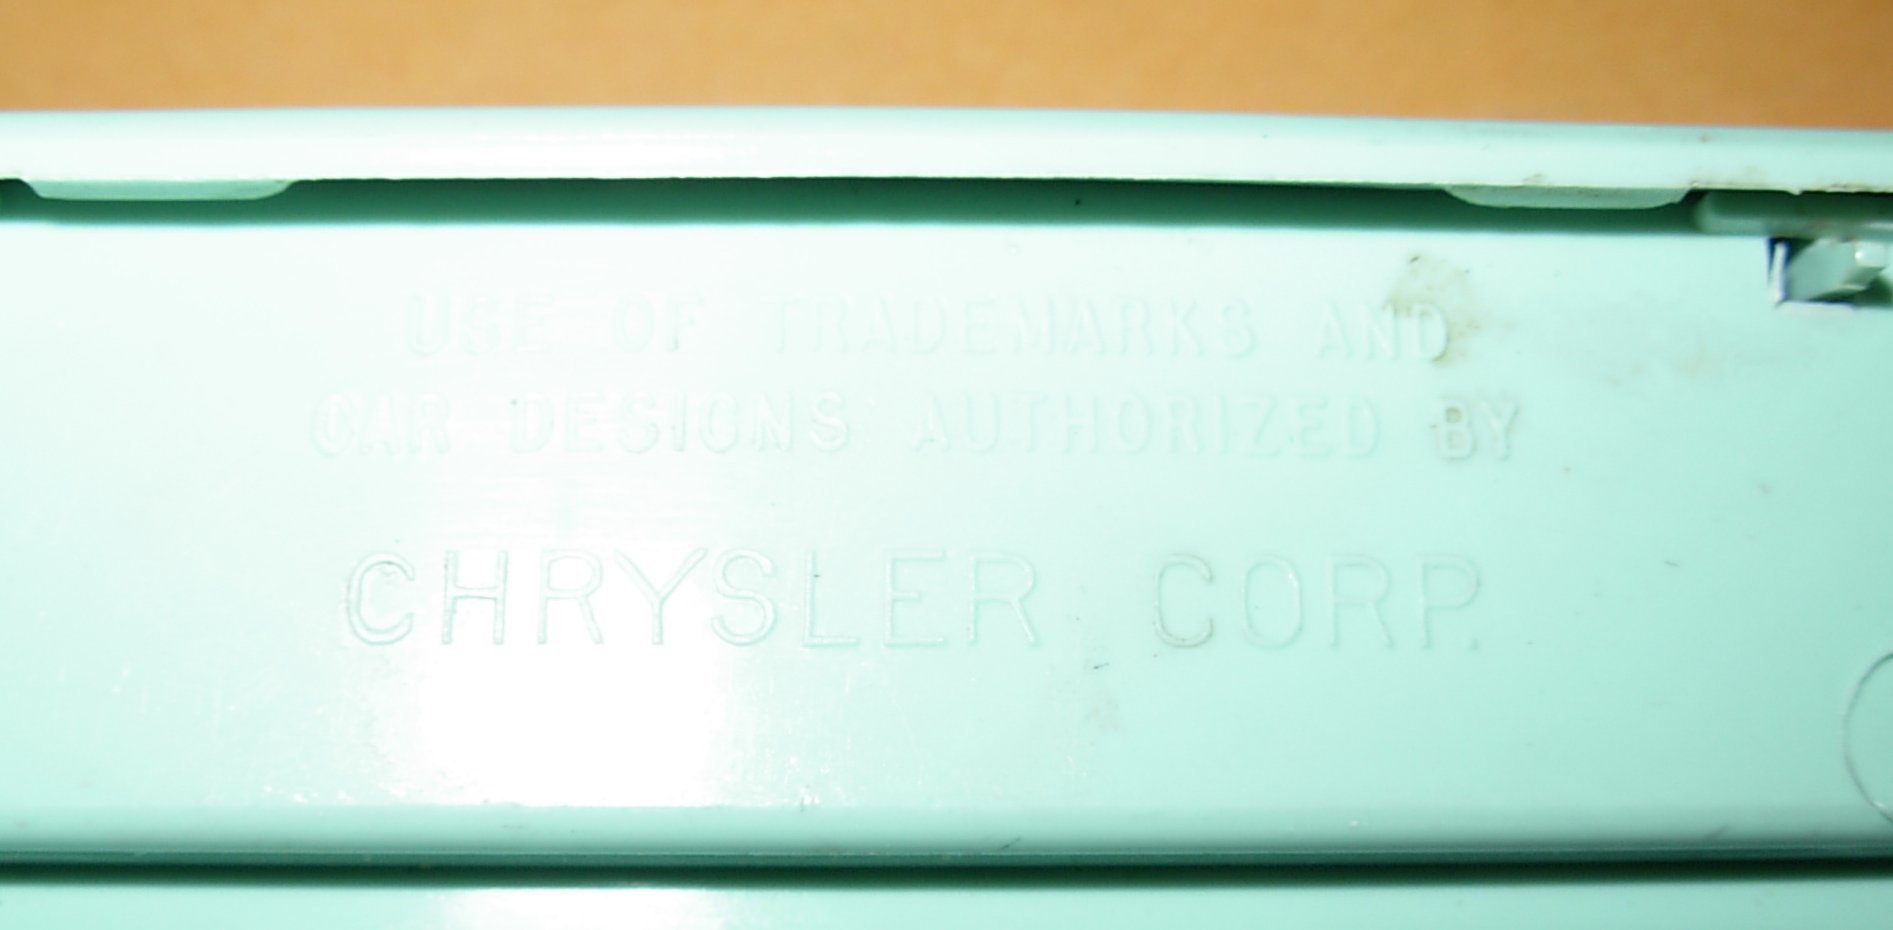 USE OF TRADEMARKS AND
CAR DESIGNS AUTHORIZED BY
CHRYSLER CORP.